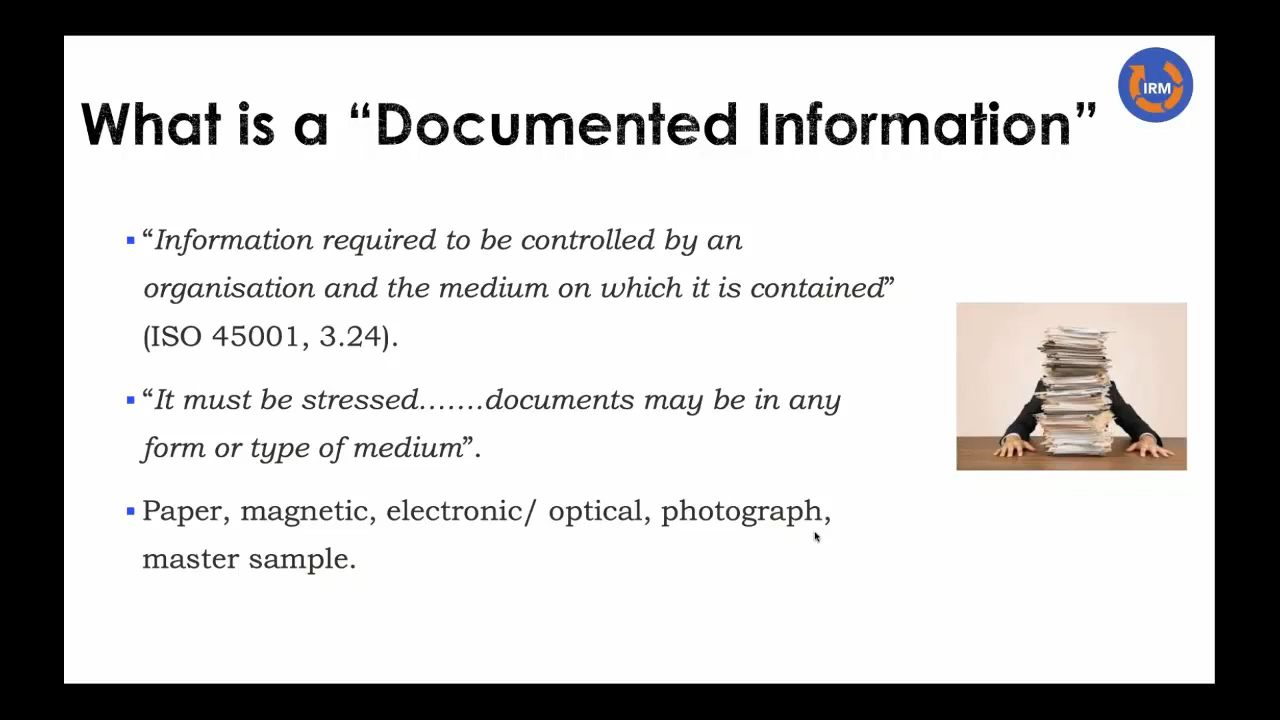 IRM
What is a “Documented Information”
“Information required to be controlled by an
organisation and the medium on which it is contained”
(ISO 45001, 3.24).
“It must be stressed.......documents may be in any
form or type of medium”.
Paper, magnetic, electronic/ optical, photograph,
master sample.